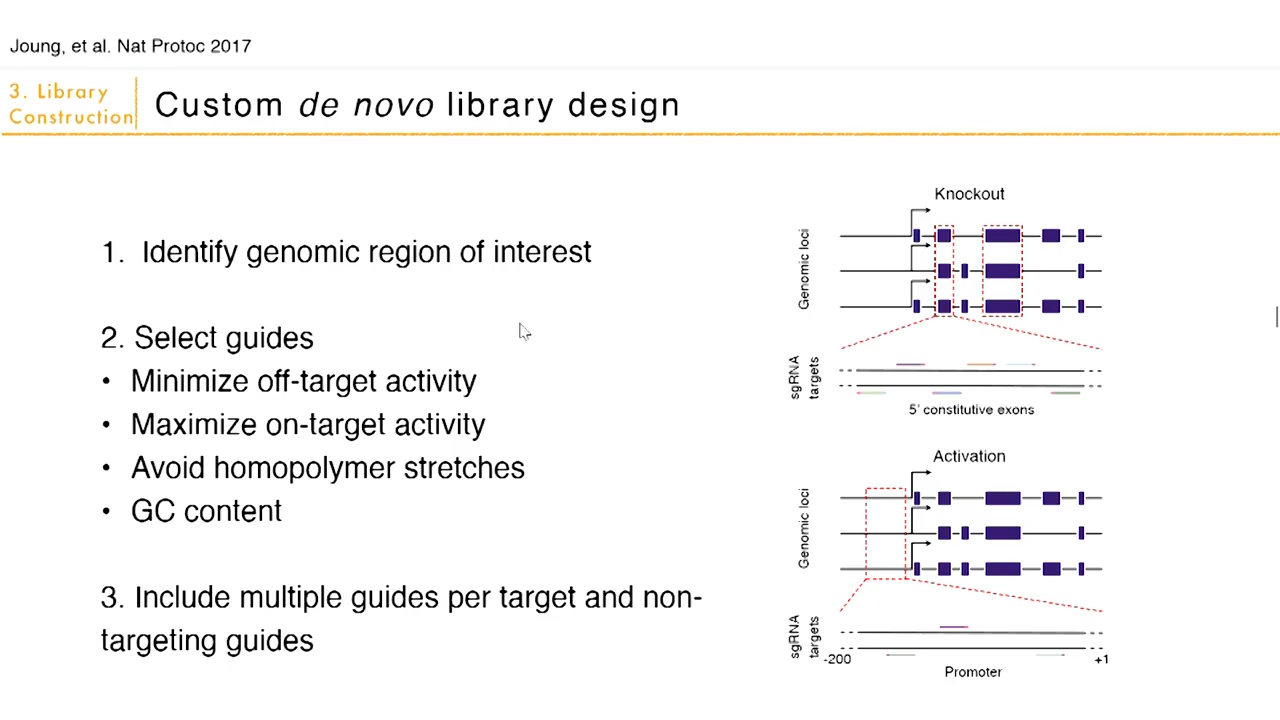 Joung, et al. Nat Protoc 2017
3. Library
Construction
Custom de novo library design
1. Identify genomic region of interest
2. Select guides
• Minimize off-target activity
• Maximize on-target activity
• Avoid homopolymer stretches
• GC content
3. Include multiple guides per target and non-
targeting guides
Knockout
Genomic loci
sgRNA
targets
5' constitutive exons
Activation
Genomic loci
sgRNA
targets
-200
+1
Promoter